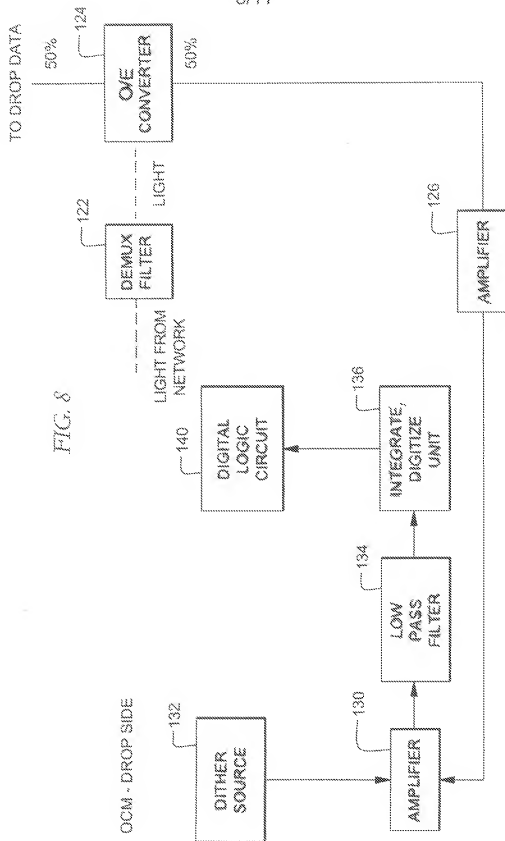 TO DROP DATA
50%
124
O/E
CONVERTER
50%
LIGHT
122
DEMUX
FILTER
LIGHT FROM
NETWORK
FIG. 8
OCM - DROP SIDE
132
DITHER
SOURCE
140
DIGITAL
LOGIC
CIRCUIT
130
AMPLIFIER
134
LOW
PASS
FILTER
136
INTEGRATE,
DIGITIZE
UNIT
126
AMPLIFIER